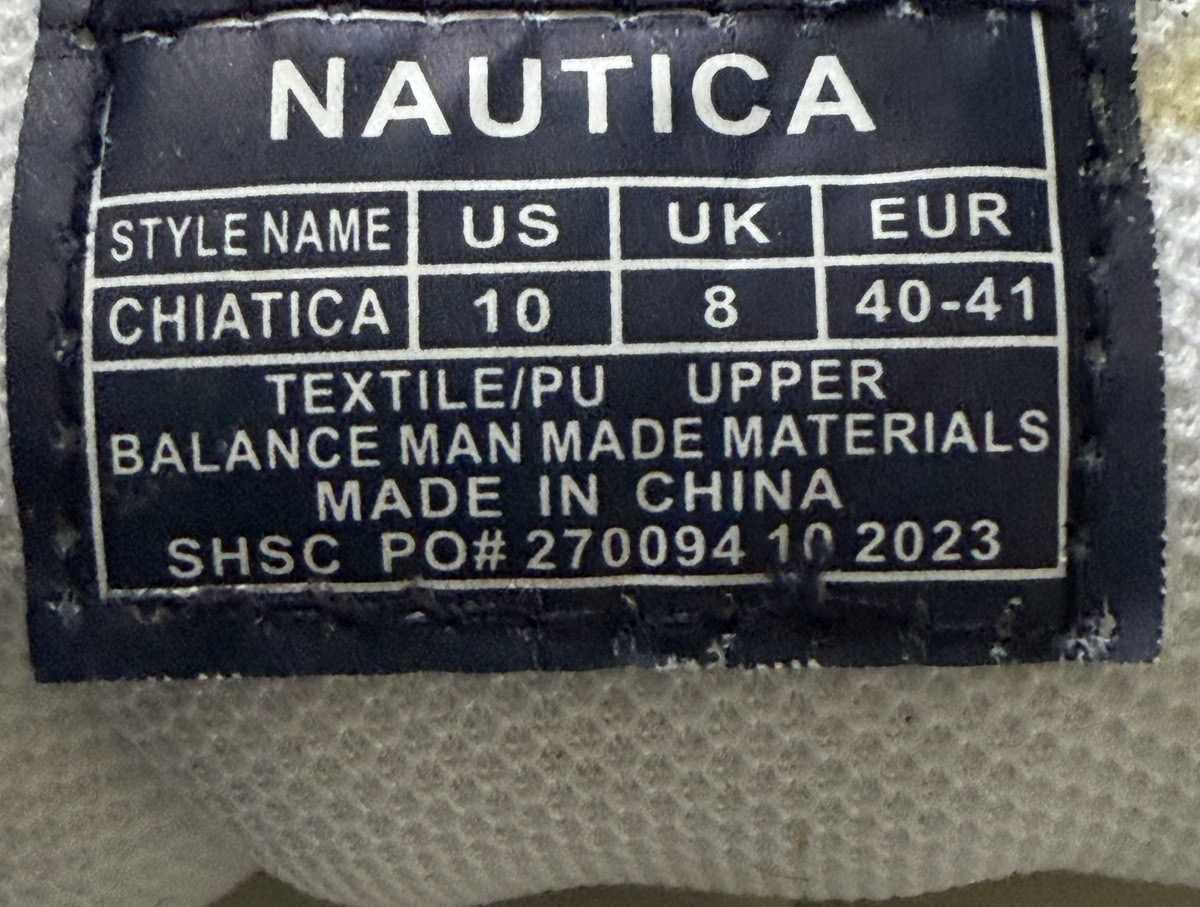 NAUTICA
STYLE NAME US UK EUR
CHIATICA 10 8 40-41
TEXTILE/PU UPPER
BALANCE MAN MADE MATERIALS
MADE IN CHINA
SHSC PO# 270094 10 2023